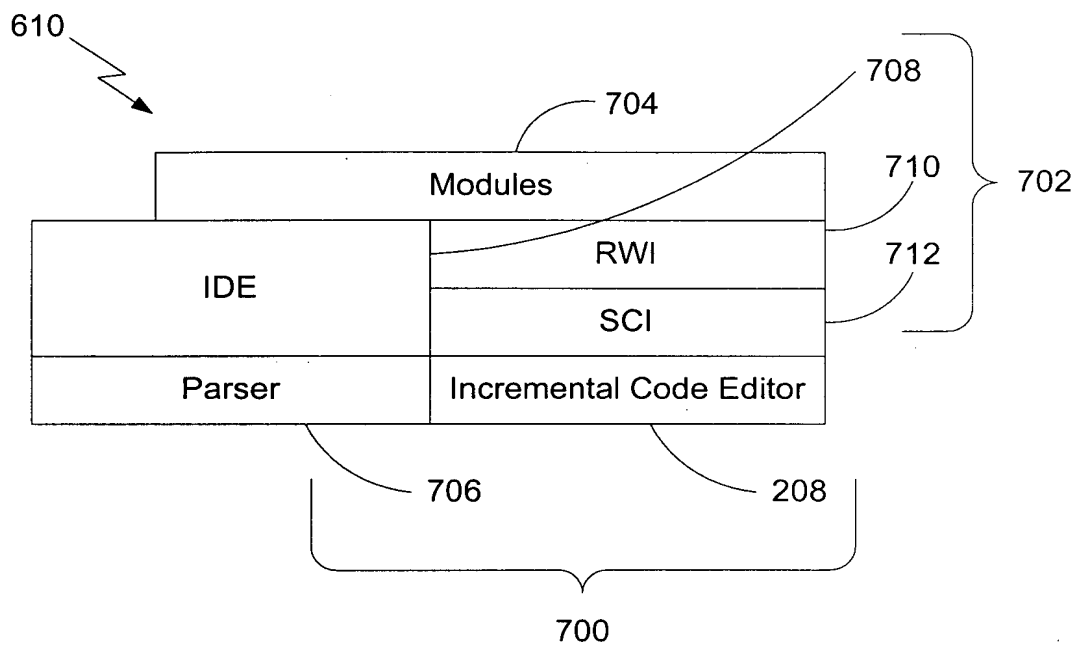 610
708
704
Modules
710
702
RWI
712
IDE
SCI
Parser
Incremental Code Editor
706
208
700